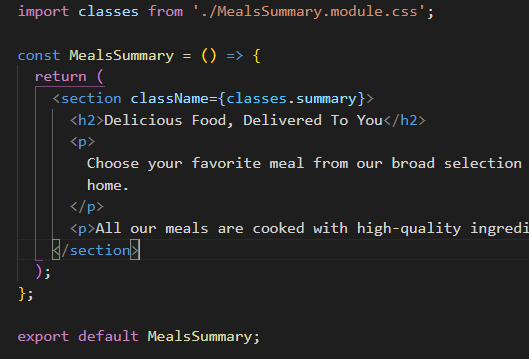 import classes from './MealsSummary.module.css';
const MealsSummary = () => {
return (
<section className={classes.summary}>
<h2>Delicious Food, Delivered To You</h2>
<p>
Choose your favorite meal from our broad selection
home.
</p>
<p>All our meals are cooked with high-quality ingredi
</section>
);
};
export default MealsSummary;